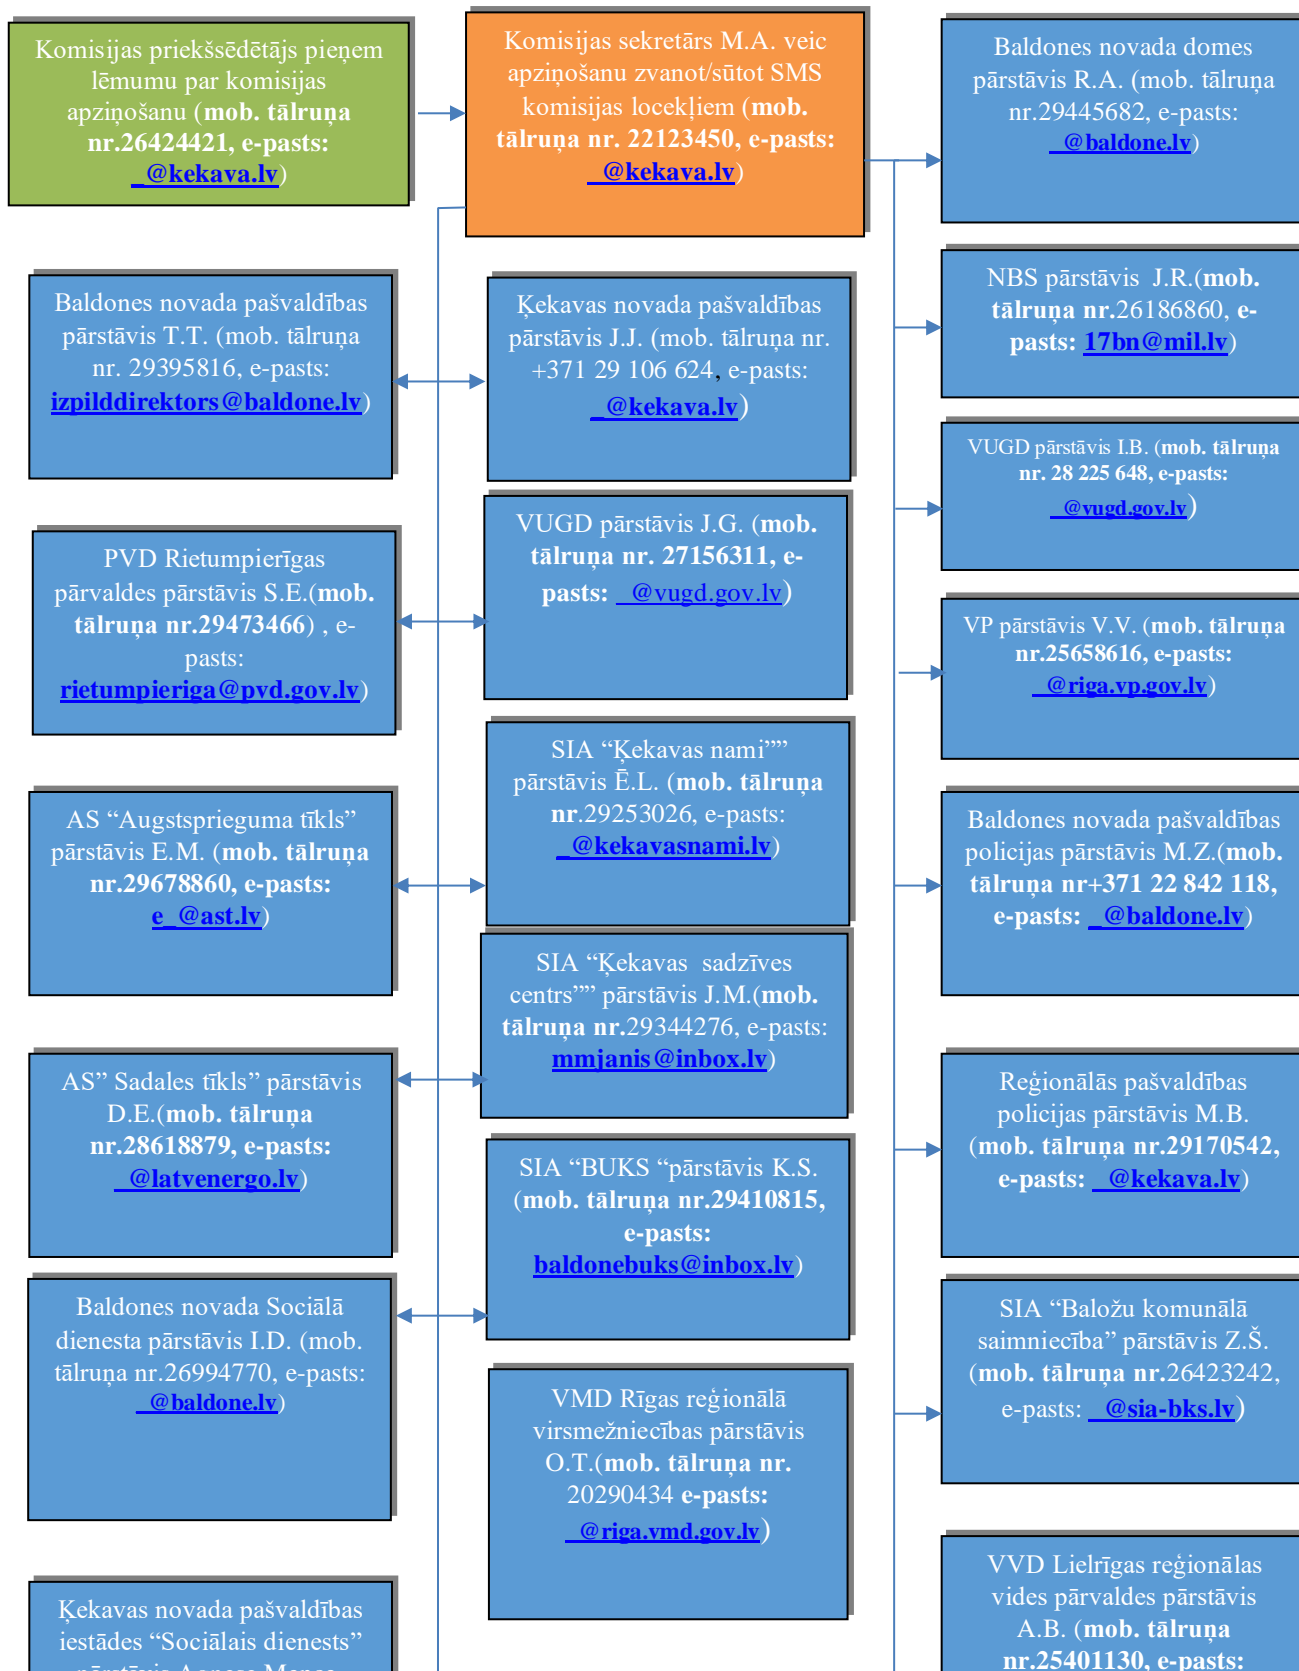 Komisijas priekšsēdētājs pieņem
lēmumu par komisijas
apziņošanu (mob. tālruņa
nr.26424421, e-pasts:
_@kekava.lv)
Komisijas sekretārs M.A. veic
apziņošanu zvanot/sūtot SMS
komisijas locekļiem (mob.
tālruņa nr. 22123450, e-pasts:
_@kekava.lv)
Baldones novada domes
pārstāvis R.A. (mob. tālruņa
nr.29445682, e-pasts:
_@baldone.lv)
Baldones novada pašvaldības
pārstāvis T.T. (mob. tālruņa
nr. 29395816, e-pasts:
izpilddirektors@baldone.lv)
Ķekavas novada pašvaldības
pārstāvis J.J. (mob. tālruņa nr.
+371 29 106 624, e-pasts:
_@kekava.lv)
NBS pārstāvis J.R.(mob.
tālruņa nr.26186860, e-
pasts: 17bn@mil.lv)
VUGD pārstāvis I.B. (mob. tālruņa
nr. 28 225 648, e-pasts:
_@vugd.gov.lv)
PVD Rietumpierīgas
pārvaldes pārstāvis S.E.(mob.
tālruņa nr.29473466) , e-
pasts:
rietumpieriga@pvd.gov.lv)
VUGD pārstāvis J.G. (mob.
tālruņa nr. 27156311, e-
pasts: _@vugd.gov.lv)
VP pārstāvis V.V. (mob. tālruņa
nr.25658616, e-pasts:
_@riga.vp.gov.lv)
AS “Augstsprieguma tīkls”
pārstāvis E.M. (mob. tālruņa
nr.29678860, e-pasts:
e_@ast.lv)
SIA “Ķekavas nami””
pārstāvis Ē.L. (mob. tālruņa
nr.29253026, e-pasts:
_@kekavasnami.lv)
Baldones novada pašvaldības
policijas pārstāvis M.Z.(mob.
tālruņa nr+371 22 842 118,
e-pasts: _@baldone.lv)
SIA “Ķekavas sadzīves
centrs”” pārstāvis J.M.(mob.
tālruņa nr.29344276, e-pasts:
mmjanis@inbox.lv)
AS” Sadales tīkls” pārstāvis
D.E.(mob. tālruņa
nr.28618879, e-pasts:
_@latvenergo.lv)
Reģionālās pašvaldības
policijas pārstāvis M.B.
(mob. tālruņa nr.29170542,
e-pasts: _@kekava.lv)
SIA “BUKS “pārstāvis K.S.
(mob. tālruņa nr.29410815,
e-pasts:
baldonebuks@inbox.lv)
Baldones novada Sociālā
dienesta pārstāvis I.D. (mob.
tālruņa nr.26994770, e-pasts:
_@baldone.lv)
SIA “Baložu komunālā
saimniecība” pārstāvis Z.Š.
(mob. tālruņa nr.26423242,
e-pasts: _@sia-bks.lv)
VMD Rīgas reģionālā
virsmežniecības pārstāvis
O.T.(mob. tālruņa nr.
20290434 e-pasts:
_@riga.vmd.gov.lv)
Ķekavas novada pašvaldības
iestādes “Sociālais dienests”
pārstāvis Agnese
VVD Lielrīgas reģionālas
vides pārvaldes pārstāvis
A.B. (mob. tālruņa
nr.25401130, e-pasts: